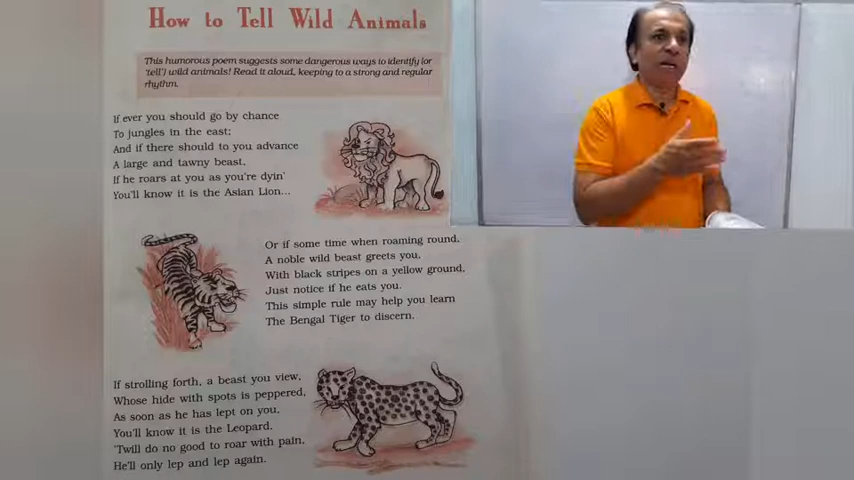 How to Tell Wild Animals
This humorous poem suggests some dangerous ways to identify (or
'tell') wild animals! Read it aloud, keeping to a strong and regular
rhythm.
If ever you should go by chance
To jungles in the east;
And if there should to you advance
A large and tawny beast,
If he roars at you as you're dyin'
You'll know it is the Asian Lion...
Or if some time when roaming round,
A noble wild beast greets you,
With black stripes on a yellow ground,
Just notice if he eats you.
This simple rule may help you learn
The Bengal Tiger to discern.
If strolling forth, a beast you view,
Whose hide with spots is peppered,
As soon as he has lept on you,
You'll know it is the Leopard.
'Twill do no good to roar with pain,
He'll only lep and lep again.